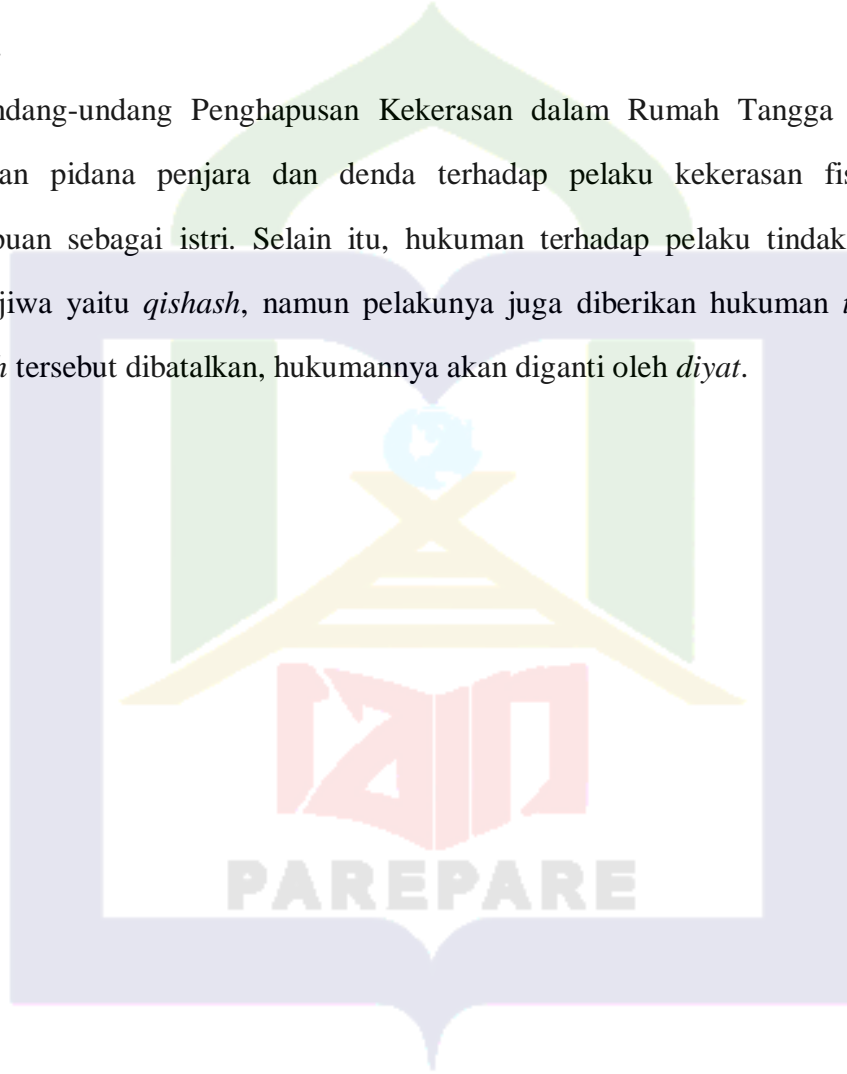 ndang-undang Penghapusan Kekerasan dalam Rumah Tangga
an pidana penjara dan denda terhadap pelaku kekerasan fis
puan sebagai istri. Selain itu, hukuman terhadap pelaku tindak
jiwa yaitu qishash, namun pelakunya juga diberikan hukuman
tersebut dibatalkan, hukumannya akan diganti oleh diyat.
iain
PAREPARE